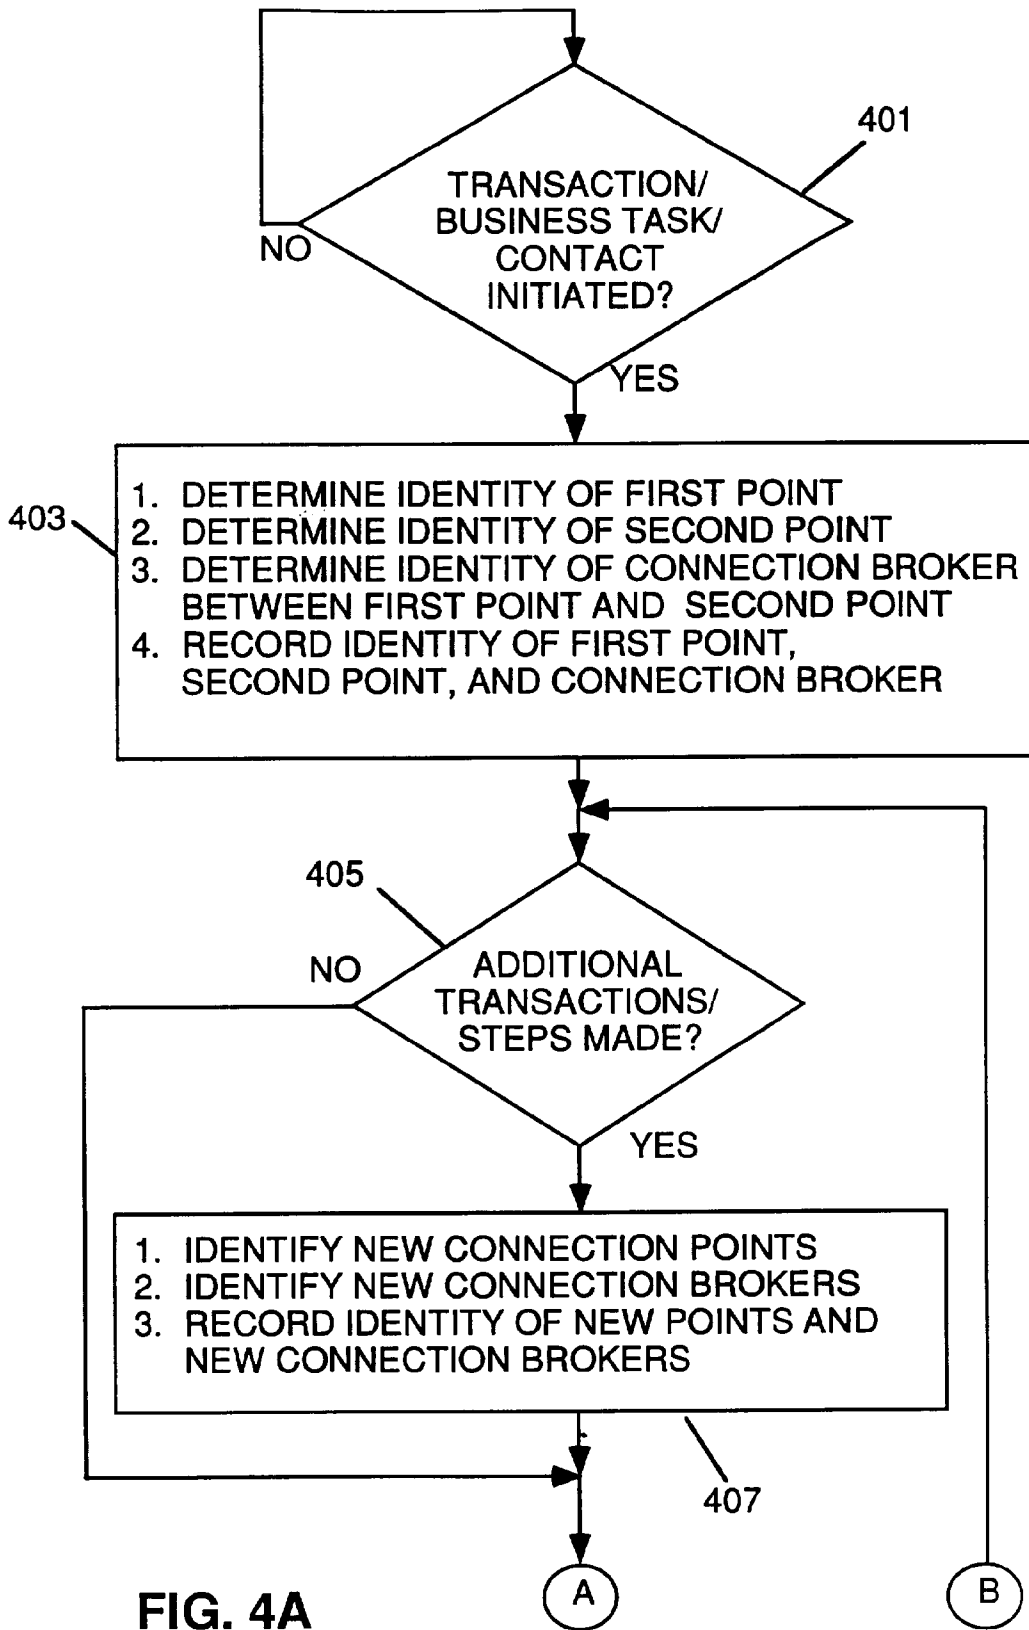 401
TRANSACTION/
BUSINESS TASK/
CONTACT
INITIATED?
NO
YES
403
1. DETERMINE IDENTITY OF FIRST POINT
2. DETERMINE IDENTITY OF SECOND POINT
3. DETERMINE IDENTITY OF CONNECTION BROKER
BETWEEN FIRST POINT AND SECOND POINT
4. RECORD IDENTITY OF FIRST POINT,
SECOND POINT, AND CONNECTION BROKER
405
NO
ADDITIONAL
TRANSACTIONS/
STEPS MADE?
YES
1. IDENTIFY NEW CONNECTION POINTS
2. IDENTIFY NEW CONNECTION BROKERS
3. RECORD IDENTITY OF NEW POINTS AND
NEW CONNECTION BROKERS
407
A
B
FIG. 4A